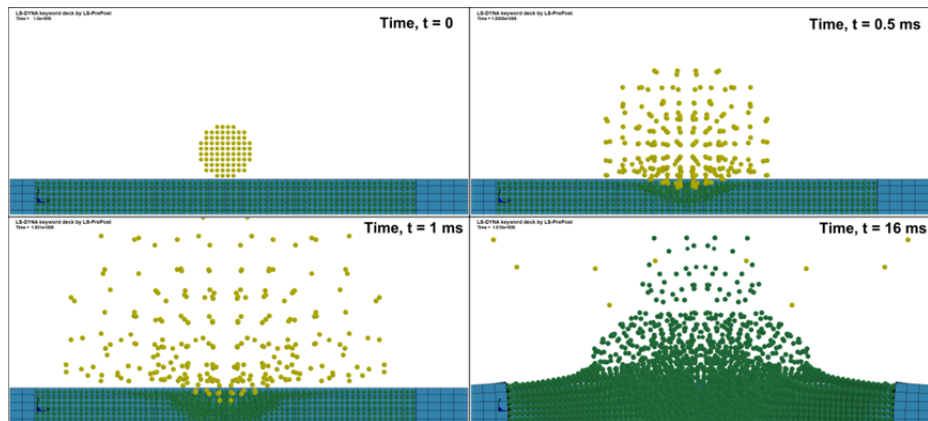 LS-DYNA keyword deck by LS-PrePost
Time, t = 0
LS-DYNA keyword deck by LS-PrePost
Time, t = 0.5 ms
LS-DYNA keyword deck by LS-PrePost
Time, t = 1 ms
LS-DYNA keyword deck by LS-PrePost
Time, t = 16 ms